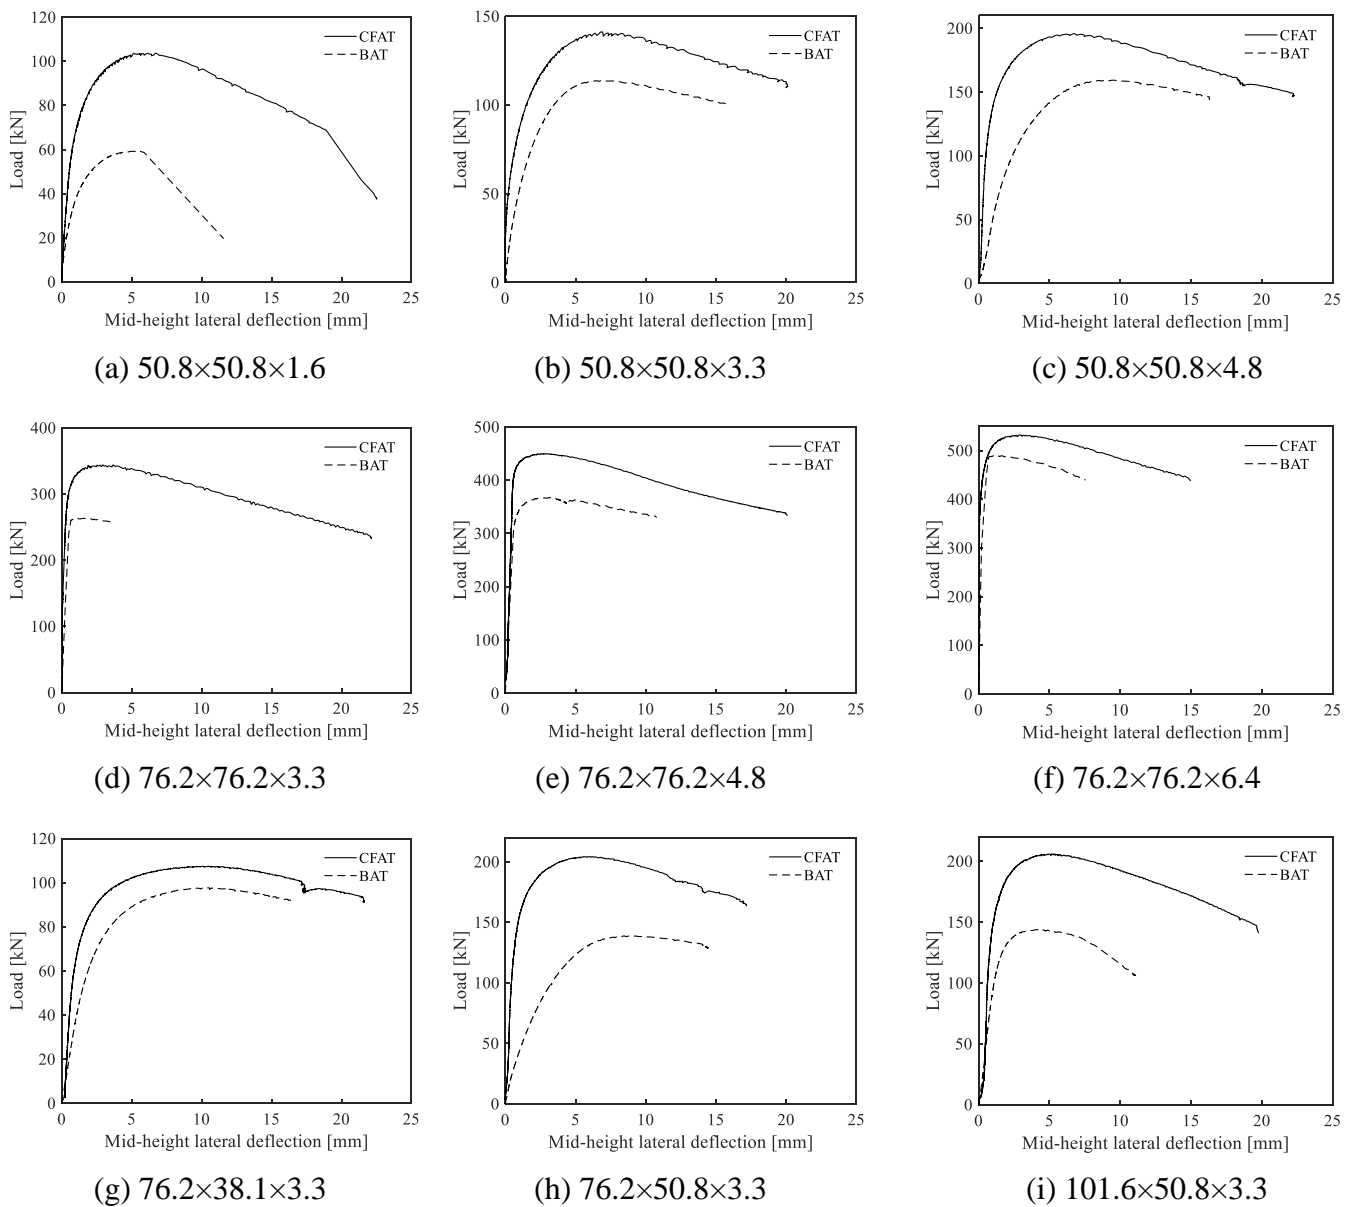 120
100
80
60
40
20
0
Load [kN]
CFAT
BAT
0 5 10 15 20 25
Mid-height lateral deflection [mm]
(a) 50.8×50.8×1.6
150
100
50
0
Load [kN]
CFAT
BAT
0 5 10 15 20 25
Mid-height lateral deflection [mm]
(b) 50.8×50.8×3.3
200
150
100
50
0
Load [kN]
CFAT
BAT
0 5 10 15 20 25
Mid-height lateral deflection [mm]
(c) 50.8×50.8×4.8
400
300
200
100
0
Load [kN]
CFAT
BAT
0 5 10 15 20 25
Mid-height lateral deflection [mm]
(d) 76.2×76.2×3.3
500
400
300
200
100
0
Load [kN]
CFAT
BAT
0 5 10 15 20 25
Mid-height lateral deflection [mm]
(e) 76.2×76.2×4.8
500
400
300
200
100
0
Load [kN]
CFAT
BAT
0 5 10 15 20 25
Mid-height lateral deflection [mm]
(f) 76.2×76.2×6.4
120
100
80
60
40
20
0
Load [kN]
CFAT
BAT
0 5 10 15 20 25
Mid-height lateral deflection [mm]
(g) 76.2×38.1×3.3
200
150
100
50
0
Load [kN]
CFAT
BAT
0 5 10 15 20 25
Mid-height lateral deflection [mm]
(h) 76.2×50.8×3.3
200
150
100
50
0
Load [kN]
CFAT
BAT
0 5 10 15 20 25
Mid-height lateral deflection [mm]
(i) 101.6×50.8×3.3